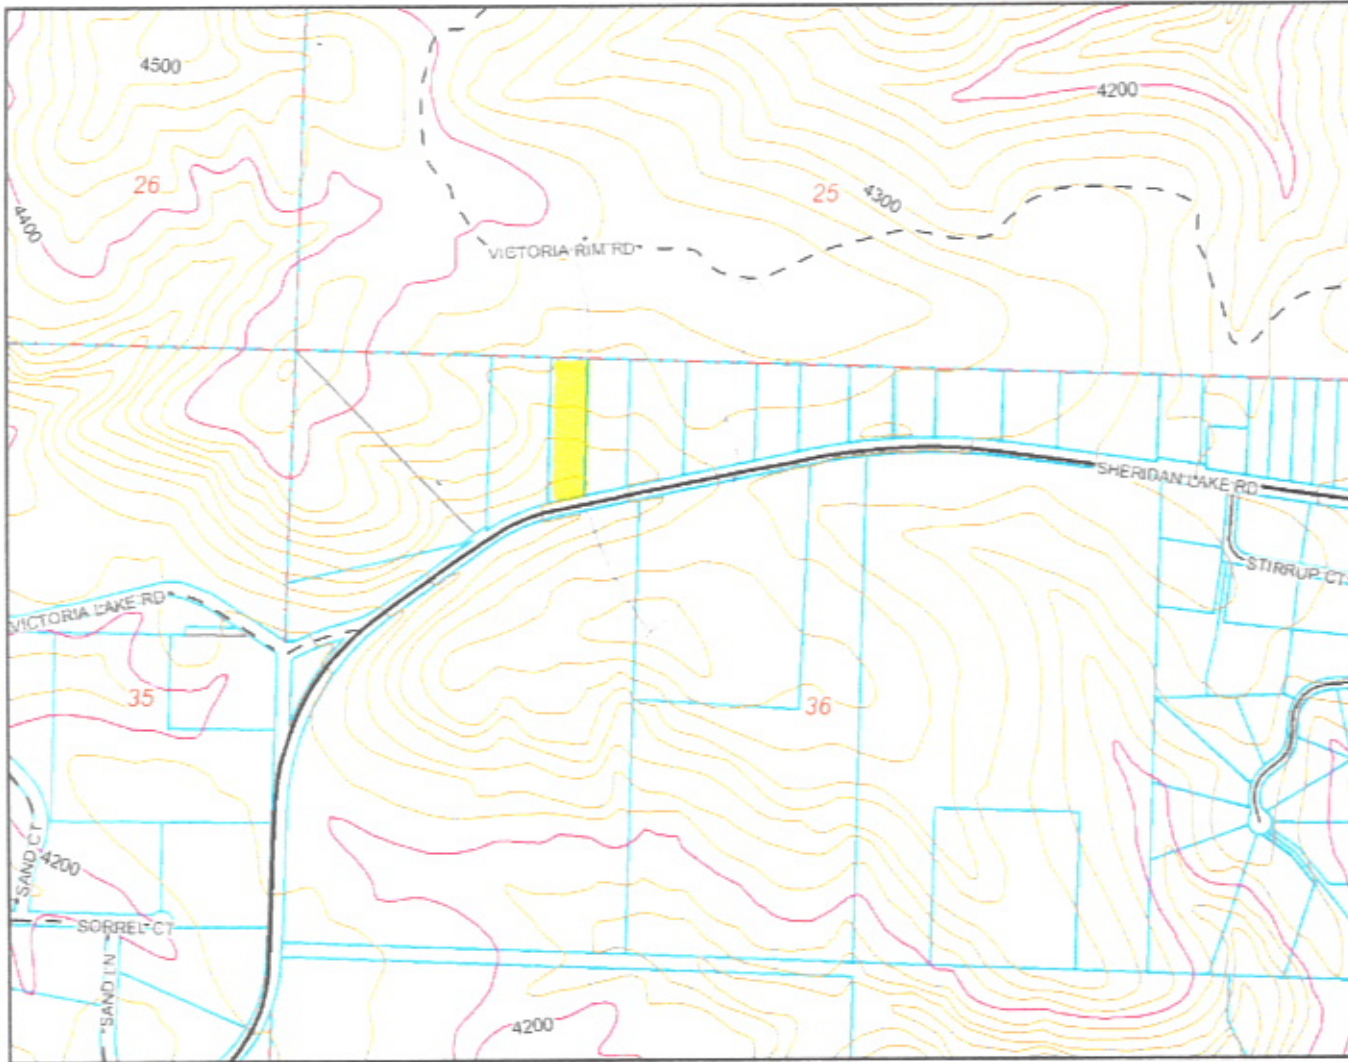 4500
4200
26
25
4300
4400
VICTORIA RIM RD
SHERIDAN LAKE RD
STIRRUP CT
VICTORIA LAKE RD
35
36
SAND CT
4200
SORREL CT
SAND LN
4200